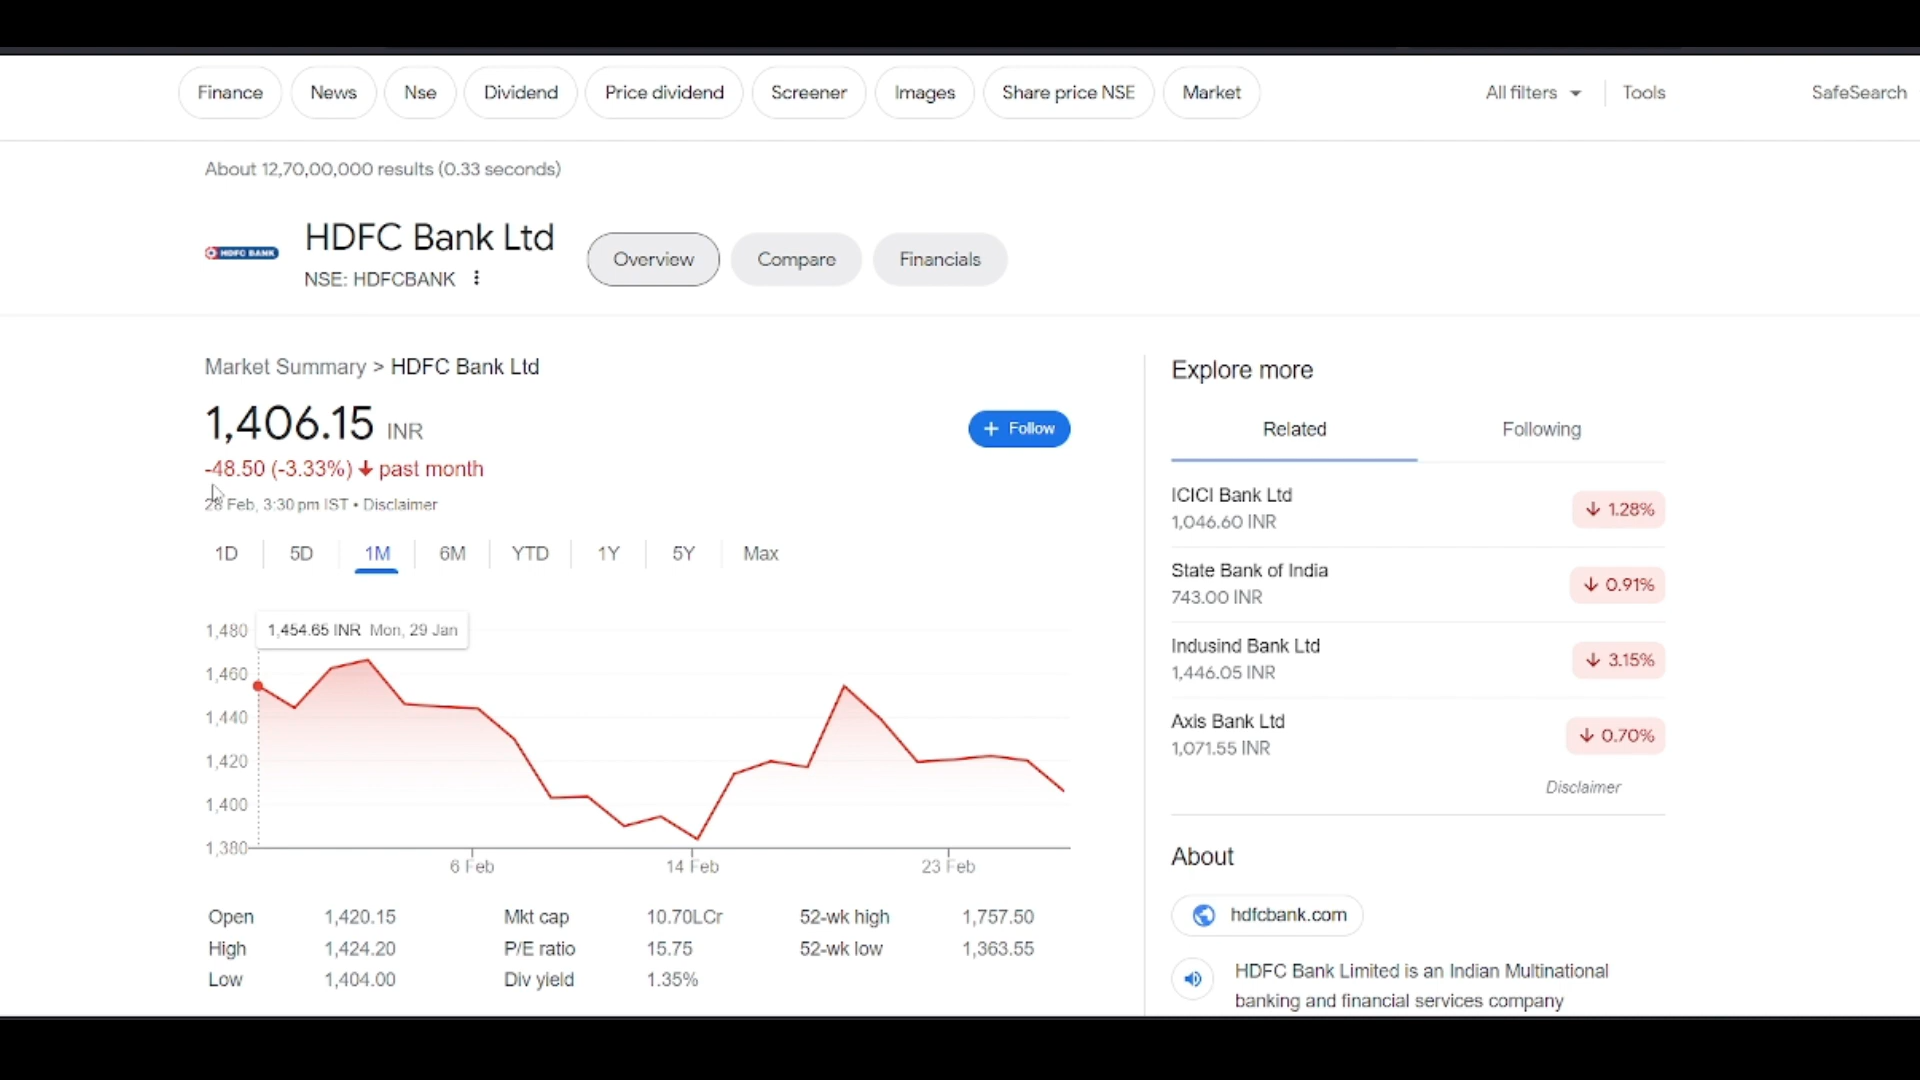 Finance News Nse Dividend Price dividend Screener Images Share price NSE Market All filters Tools SafeSearch
About 12,70,00,000 results (0.33 seconds)
HDFC BANK
HDFC Bank Ltd
NSE: HDFCBANK
Overview Compare Financials
Market Summary > HDFC Bank Ltd
1,406.15 INR
+ Follow
-48.50 (-3.33%) ↓ past month
28 Feb, 3:30 pm IST • Disclaimer
1D 5D 1M 6M YTD 1Y 5Y Max
1,454.65 INR Mon, 29 Jan
1,480
1,460
1,440
1,420
1,400
1,380
6 Feb 14 Feb 23 Feb
Open 1,420.15 Mkt cap 10.70LCr 52-wk high 1,757.50
High 1,424.20 P/E ratio 15.75 52-wk low 1,363.55
Low 1,404.00 Div yield 1.35%
Explore more
Related Following
ICICI Bank Ltd
1,046.60 INR
↓ 1.28%
State Bank of India
743.00 INR
↓ 0.91%
Indusind Bank Ltd
1,446.05 INR
↓ 3.15%
Axis Bank Ltd
1,071.55 INR
↓ 0.70%
Disclaimer
About
hdfcbank.com
HDFC Bank Limited is an Indian Multinational
banking and financial services company